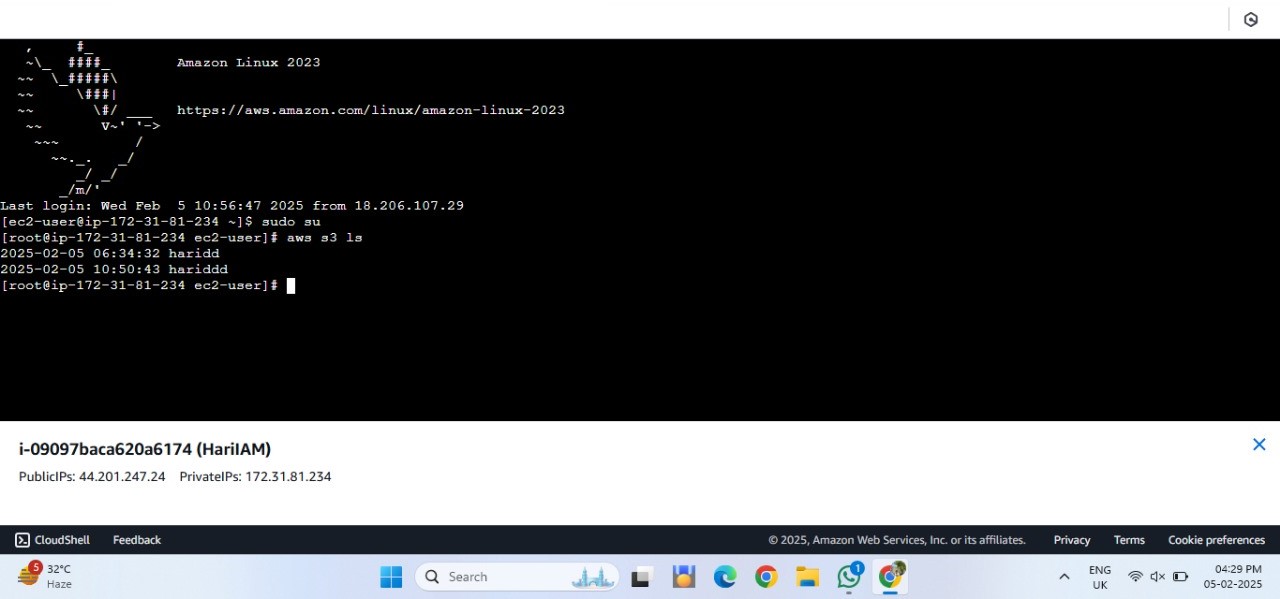 ,     #_
   ~\_  ####_        Amazon Linux 2023
  ~~  \_#####\
  ~~     \###|
  ~~       \#/ ___   https://aws.amazon.com/linux/amazon-linux-2023
   ~~       V~' '->
    ~~~         /
      ~~._.   _/
         _/ _/
       _/m/'
Last login: Wed Feb  5 10:56:47 2025 from 18.206.107.29
[ec2-user@ip-172-31-81-234 ~]$ sudo su
[root@ip-172-31-81-234 ec2-user]# aws s3 ls
2025-02-05 06:34:32 haridd
2025-02-05 10:50:43 hariddd
[root@ip-172-31-81-234 ec2-user]#
i-09097baca620a6174 (HariIAM)
PublicIPs: 44.201.247.24 PrivateIPs: 172.31.81.234
CloudShell Feedback © 2025, Amazon Web Services, Inc. or its affiliates. Privacy Terms Cookie preferences
5
32°C
Haze
Search
1
ENG
UK
04:29 PM
05-02-2025